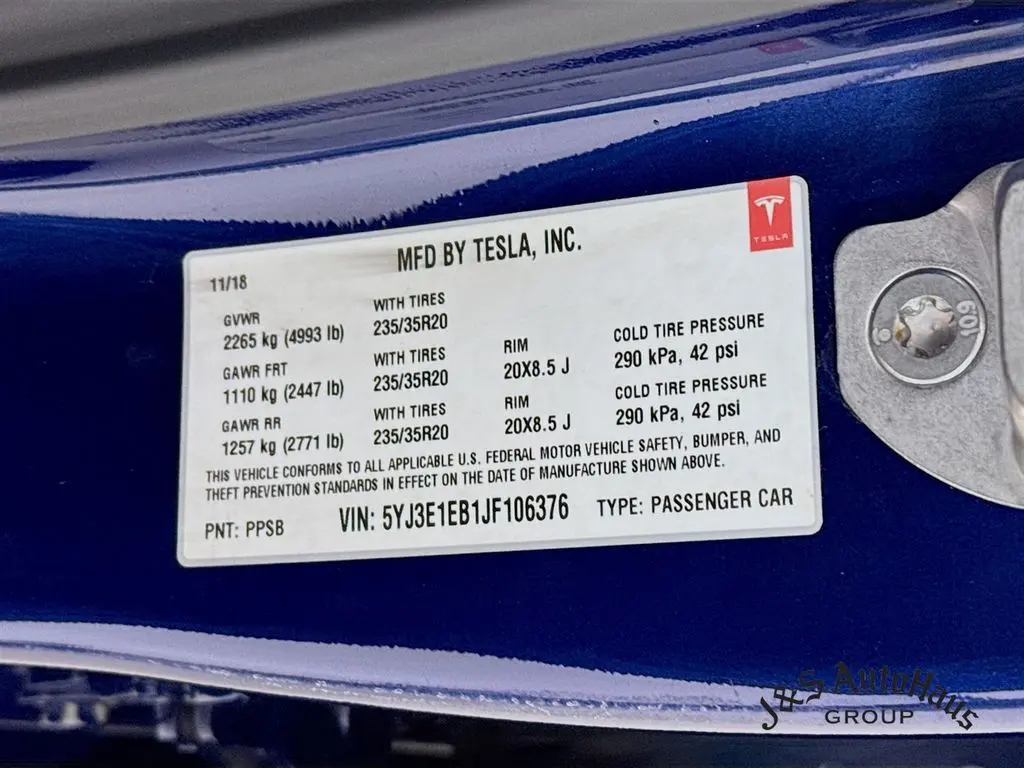 MFD BY TESLA, INC.
TESLA
11/18
GVWR
2265 kg (4993 lb)
WITH TIRES
235/35R20
GAWR FRT
1110 kg (2447 lb)
WITH TIRES
235/35R20
RIM
20X8.5 J
COLD TIRE PRESSURE
290 kPa, 42 psi
GAWR RR
1257 kg (2771 lb)
WITH TIRES
235/35R20
RIM
20X8.5 J
COLD TIRE PRESSURE
290 kPa, 42 psi
THIS VEHICLE CONFORMS TO ALL APPLICABLE U.S. FEDERAL MOTOR VEHICLE SAFETY, BUMPER, AND
THEFT PREVENTION STANDARDS IN EFFECT ON THE DATE OF MANUFACTURE SHOWN ABOVE.
PNT: PPSB
VIN: 5YJ3E1EB1JF106376
TYPE: PASSENGER CAR
J&S AutoHaus
GROUP